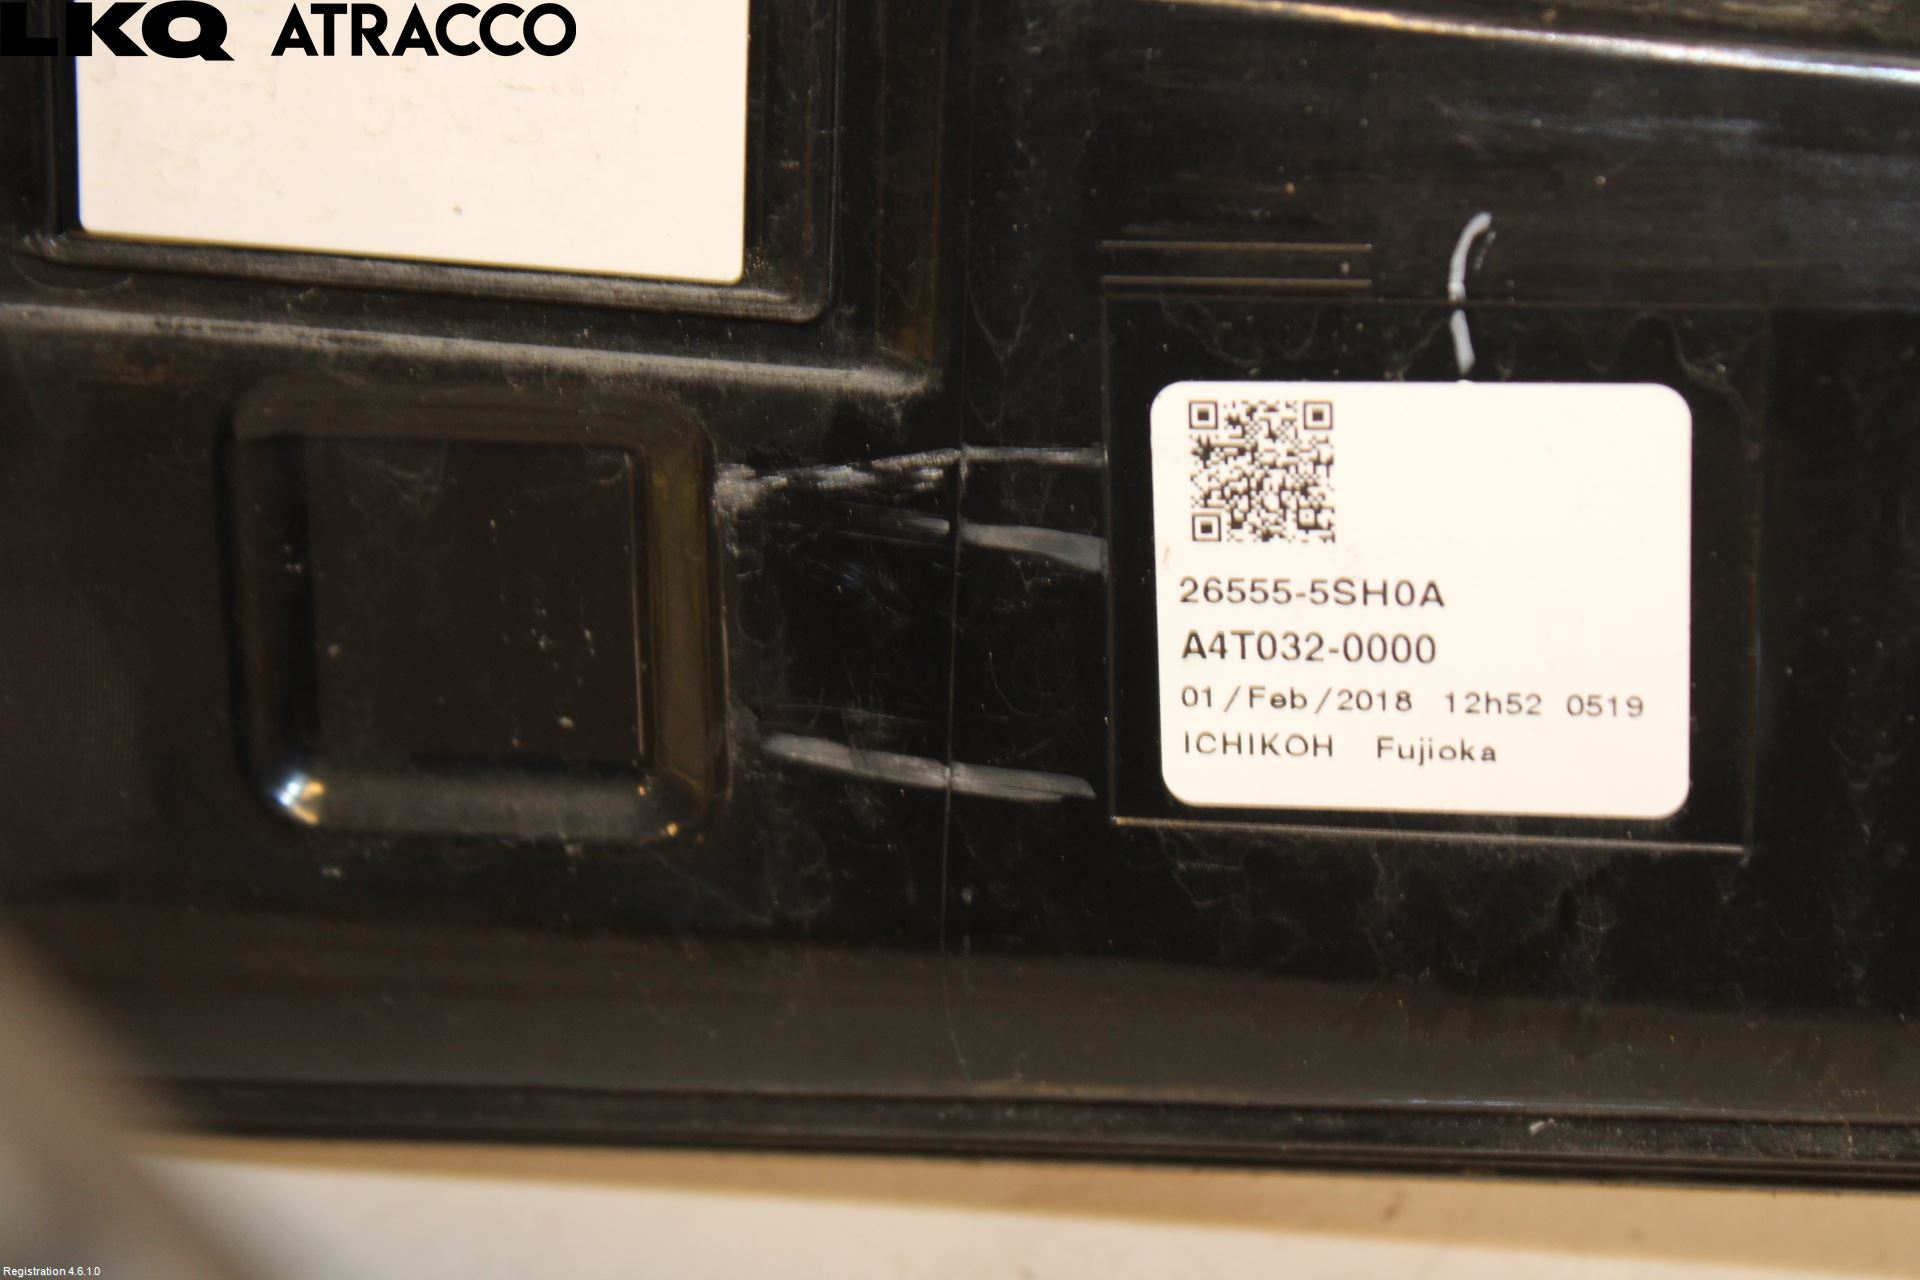 LKQ ATRACCO
26555-5SH0A
A4T032-0000
01/Feb/2018 12h52 0519
ICHIKOH Fujioka
Registration 4.6.1.0